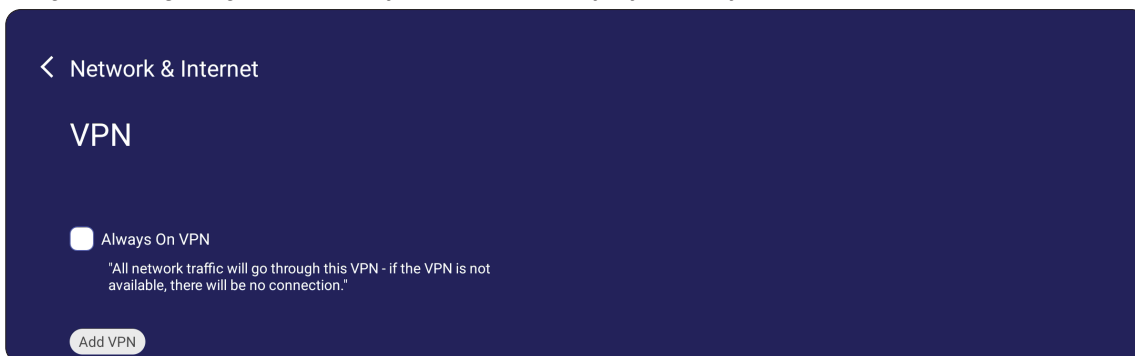 Network & Internet
VPN
Always On VPN
"All network traffic will go through this VPN - if the VPN is not
available, there will be no connection."
Add VPN